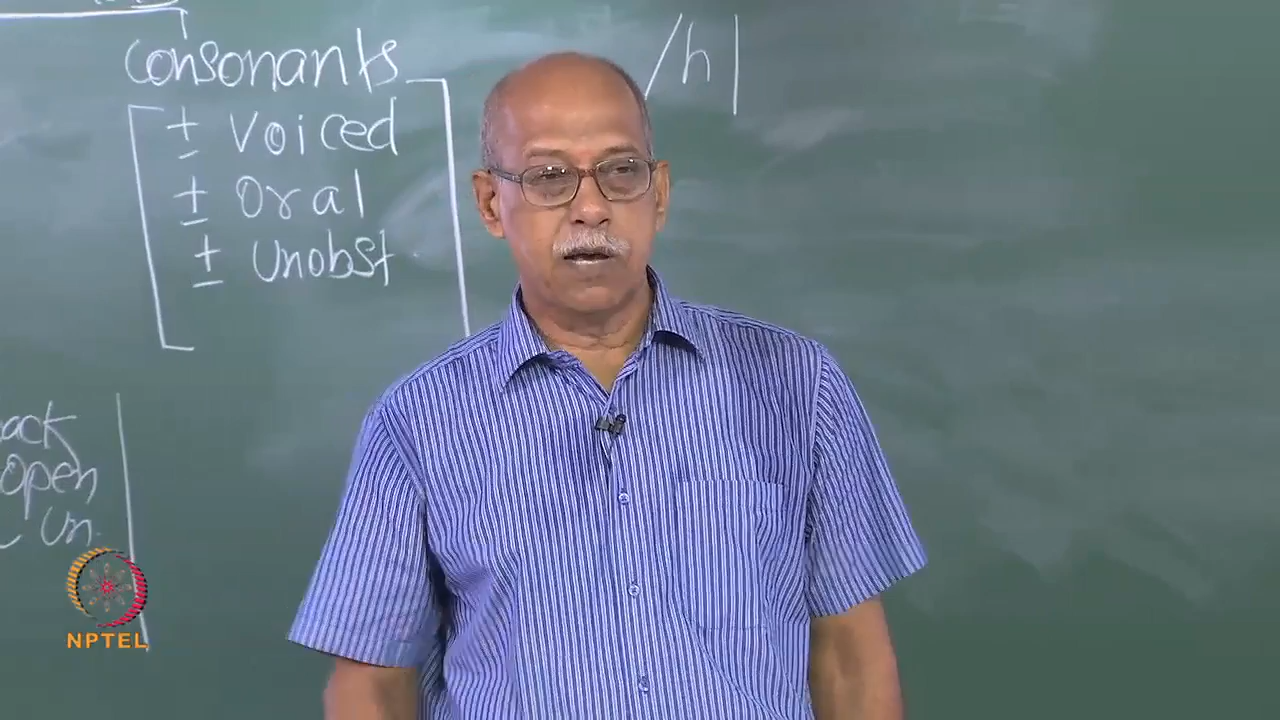 Consonants
/h/
± Voiced
± Oral
± Unobst
ack
open
Un.
NPTEL